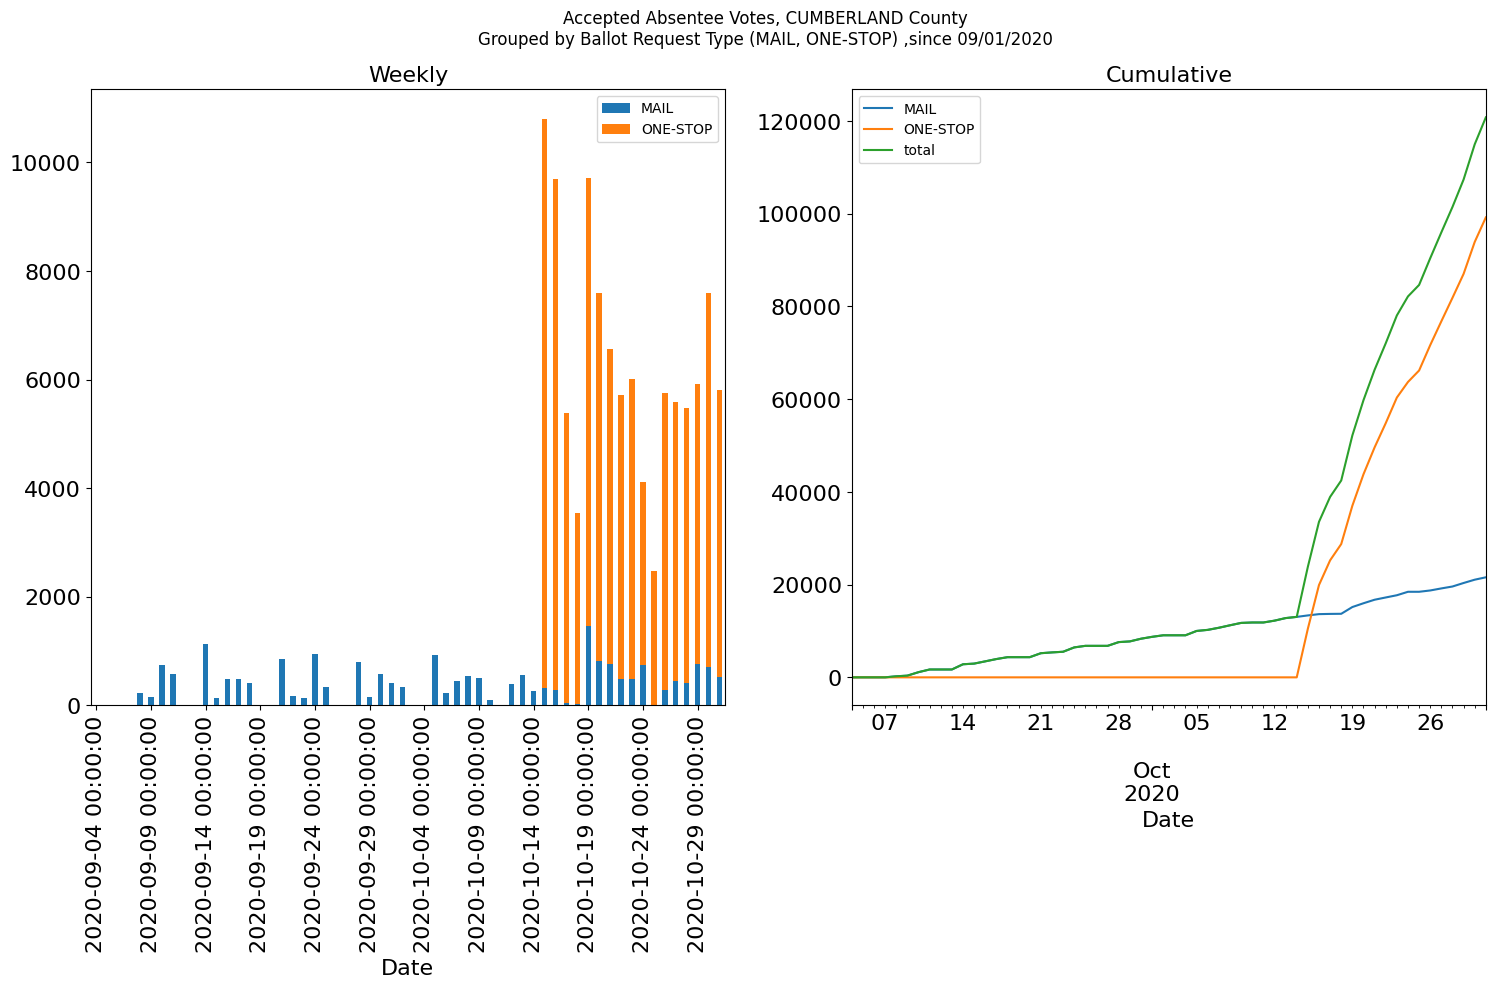 Accepted Absentee Votes, CUMBERLAND County
Grouped by Ballot Request Type (MAIL, ONE-STOP) ,since 09/01/2020
Weekly
MAIL
ONE-STOP
10000
8000
6000
4000
2000
0
2020-09-04 00:00:00
2020-09-09 00:00:00
2020-09-14 00:00:00
2020-09-19 00:00:00
2020-09-24 00:00:00
2020-09-29 00:00:00
2020-10-04 00:00:00
2020-10-09 00:00:00
2020-10-14 00:00:00
2020-10-19 00:00:00
2020-10-24 00:00:00
2020-10-29 00:00:00
Date
Cumulative
MAIL
ONE-STOP
total
120000
100000
80000
60000
40000
20000
0
07 14 21 28 05 12 19 26
Oct
2020
Date